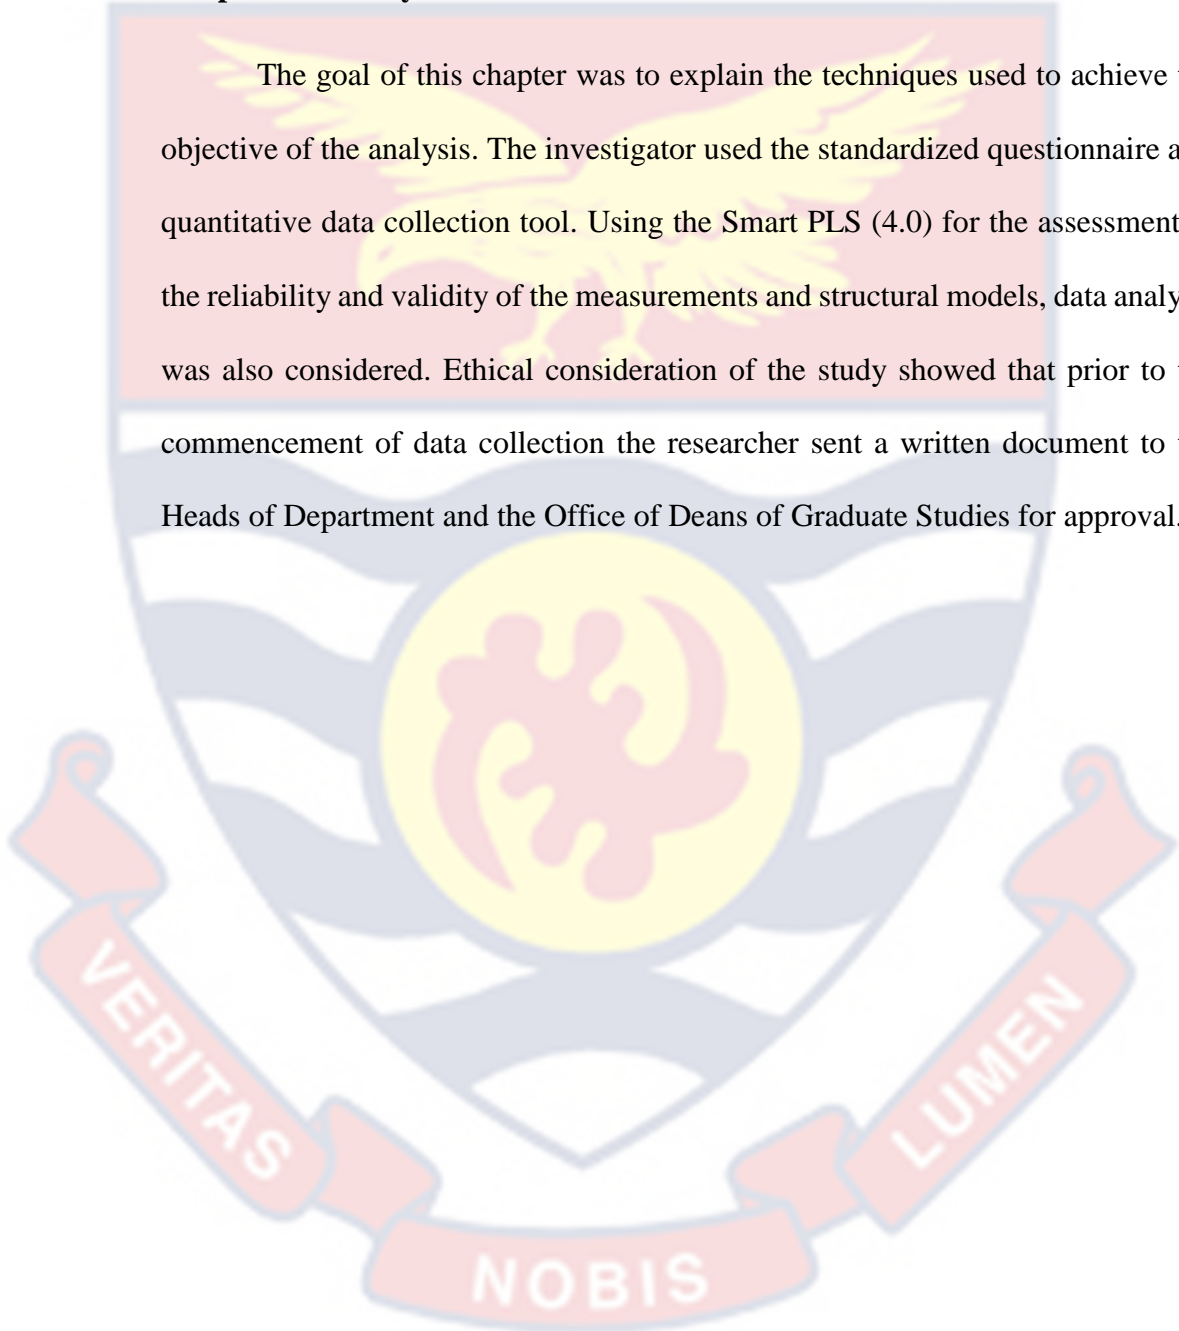 The goal of this chapter was to explain the techniques used to achieve
objective of the analysis. The investigator used the standardized questionnaire
quantitative data collection tool. Using the Smart PLS (4.0) for the assessment
the reliability and validity of the measurements and structural models, data
was also considered. Ethical consideration of the study showed that prior to
commencement of data collection the researcher sent a written document to
Heads of Department and the Office of Deans of Graduate Studies for approval.
VERITAS
NOBIS
LUMEN